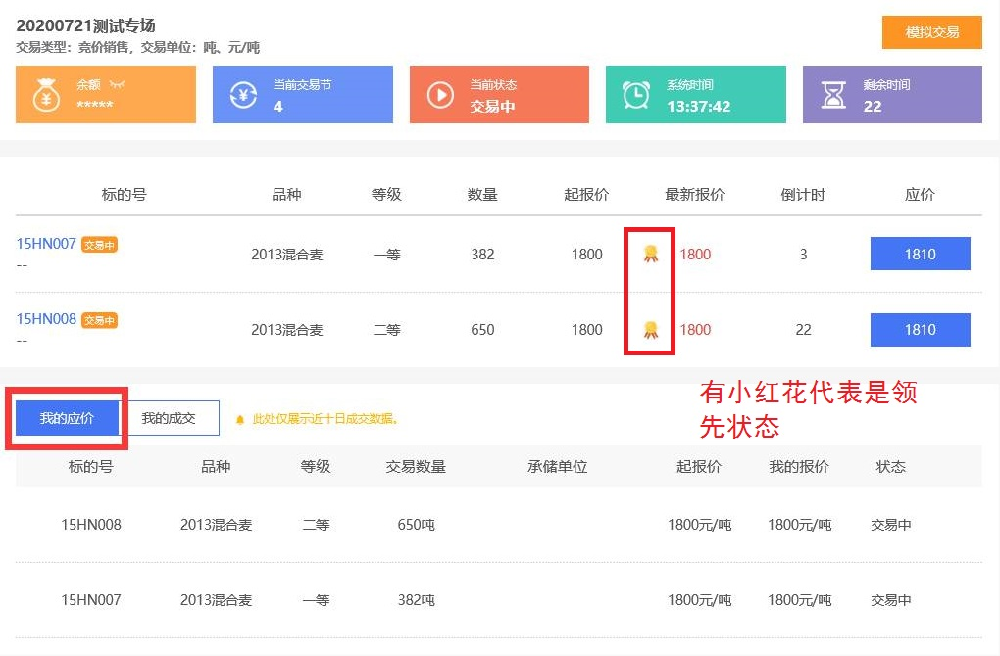 20200721测试专场
模拟交易
交易类型：竞价销售，交易单位：吨、元/吨
余额
*****
当前交易节
4
当前状态
交易中
系统时间
13:37:42
剩余时间
22
标的号 品种 等级 数量 起报价 最新报价 倒计时 应价
15HN007 交易中 2013混合麦 一等 382 1800 1800 3 1810
--
15HN008 交易中 2013混合麦 二等 650 1800 1800 22 1810
--
有小红花代表是领
先状态
我的应价 我的成交 此处仅展示近十日成交数据。
标的号 品种 等级 交易数量 承储单位 起报价 我的报价 状态
15HN008 2013混合麦 二等 650吨 1800元/吨 1800元/吨 交易中
15HN007 2013混合麦 一等 382吨 1800元/吨 1800元/吨 交易中